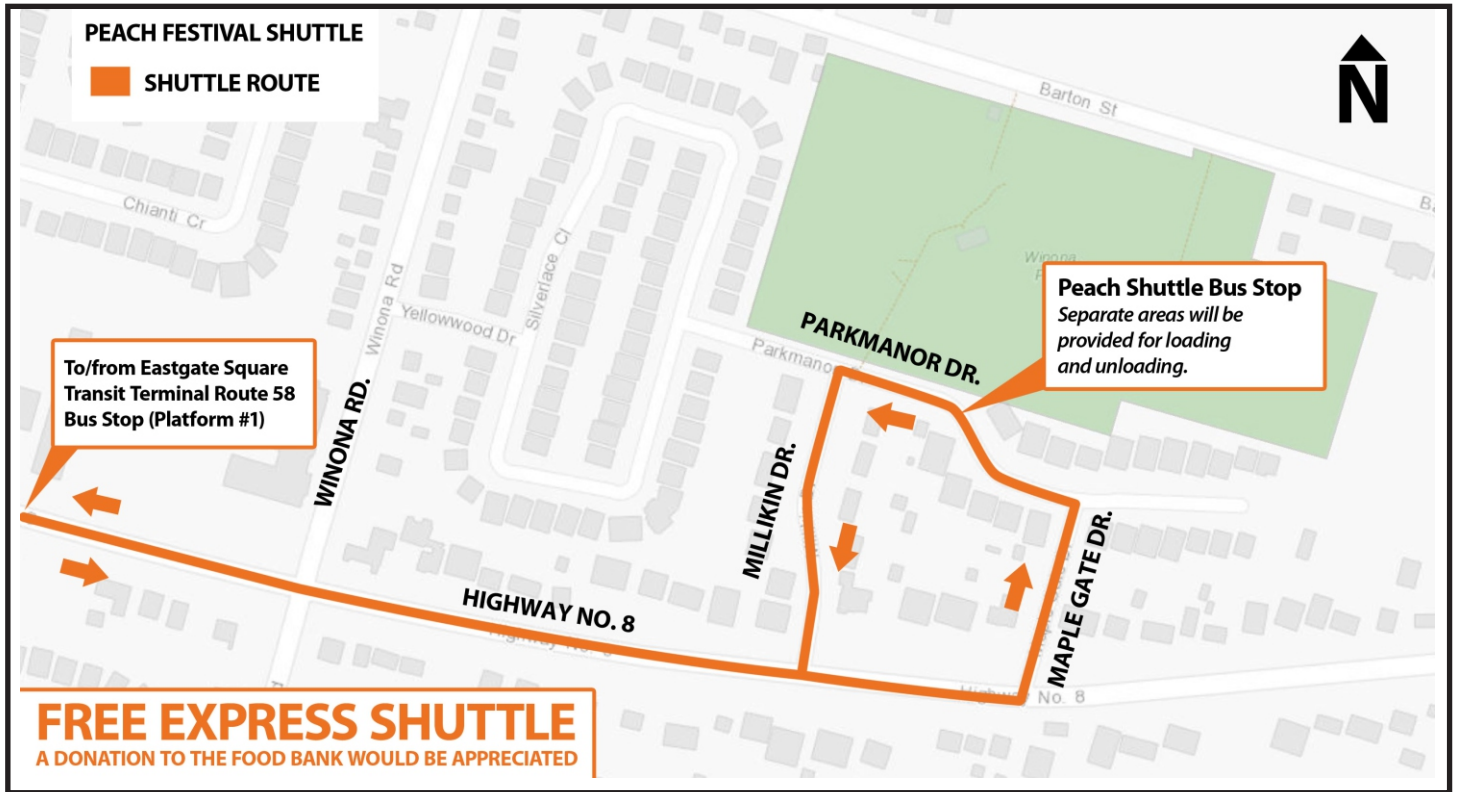 PEACH FESTIVAL SHUTTLE
SHUTTLE ROUTE
N
Barton St
Chianti Cr
Winona Rd
Silverlace Cl
Yellowwood Dr
Winona
Peach Shuttle Bus Stop
Separate areas will be
provided for loading
and unloading.
PARKMANOR DR.
Parkmanor
To/from Eastgate Square
Transit Terminal Route 58
Bus Stop (Platform #1)
WINONA RD.
MILLIKIN DR.
MAPLE GATE DR.
HIGHWAY NO. 8
Highway No. 8
FREE EXPRESS SHUTTLE
A DONATION TO THE FOOD BANK WOULD BE APPRECIATED